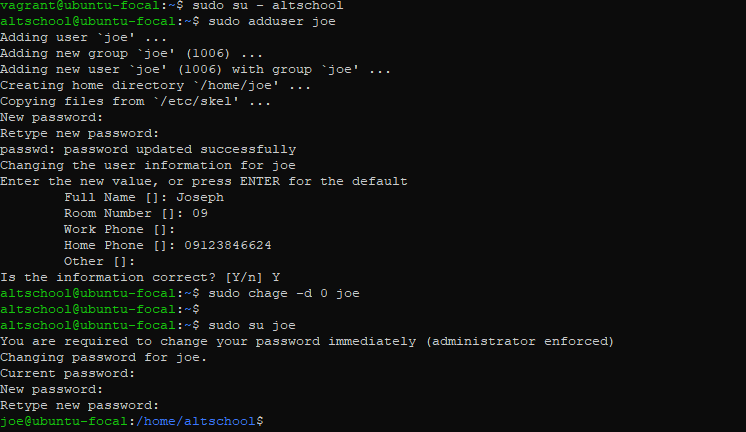 vagrant@ubuntu-focal:~$ sudo su - altschool
altschool@ubuntu-focal:~$ sudo adduser joe
Adding user `joe' ...
Adding new group `joe' (1006) ...
Adding new user `joe' (1006) with group `joe' ...
Creating home directory `/home/joe' ...
Copying files from `/etc/skel' ...
New password:
Retype new password:
passwd: password updated successfully
Changing the user information for joe
Enter the new value, or press ENTER for the default
        Full Name []: Joseph
        Room Number []: 09
        Work Phone []:
        Home Phone []: 09123846624
        Other []:
Is the information correct? [Y/n] Y
altschool@ubuntu-focal:~$ sudo chage -d 0 joe
altschool@ubuntu-focal:~$
altschool@ubuntu-focal:~$ sudo su joe
You are required to change your password immediately (administrator enforced)
Changing password for joe.
Current password:
New password:
Retype new password:
joe@ubuntu-focal:/home/altschool$